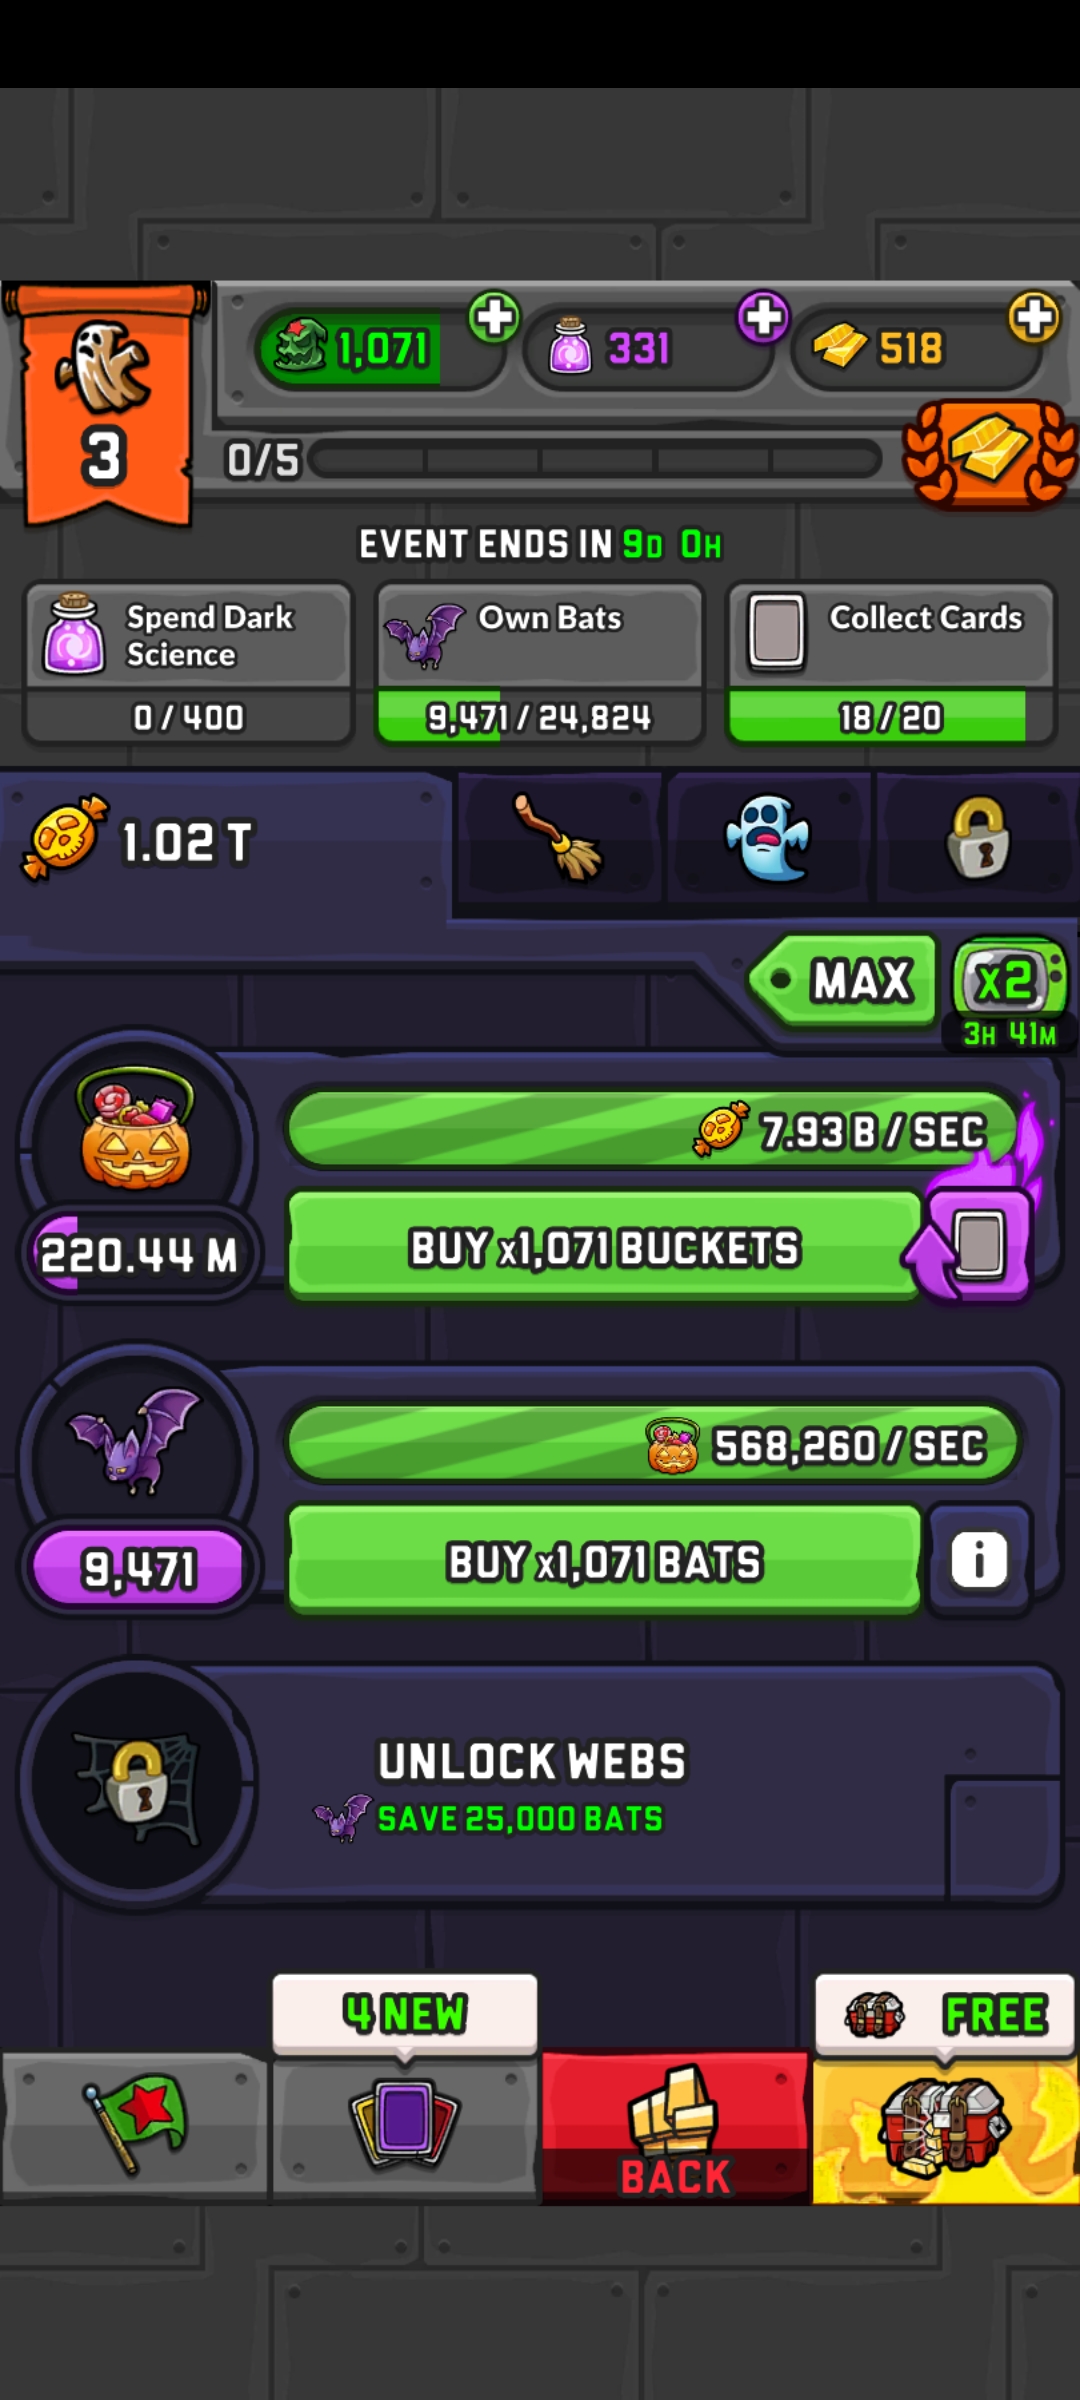 1,071
331
518
3
0/5
EVENT ENDS IN 9D 0H
Spend Dark
Science
0 / 400
Own Bats
9,471 / 24,824
Collect Cards
18 / 20
1.02 T
MAX
x2
3H 41M
7.93 B / SEC
220.44 M
BUY x1,071 BUCKETS
568,260 / SEC
9,471
BUY x1,071 BATS
i
UNLOCK WEBS
SAVE 25,000 BATS
4 NEW
FREE
BACK